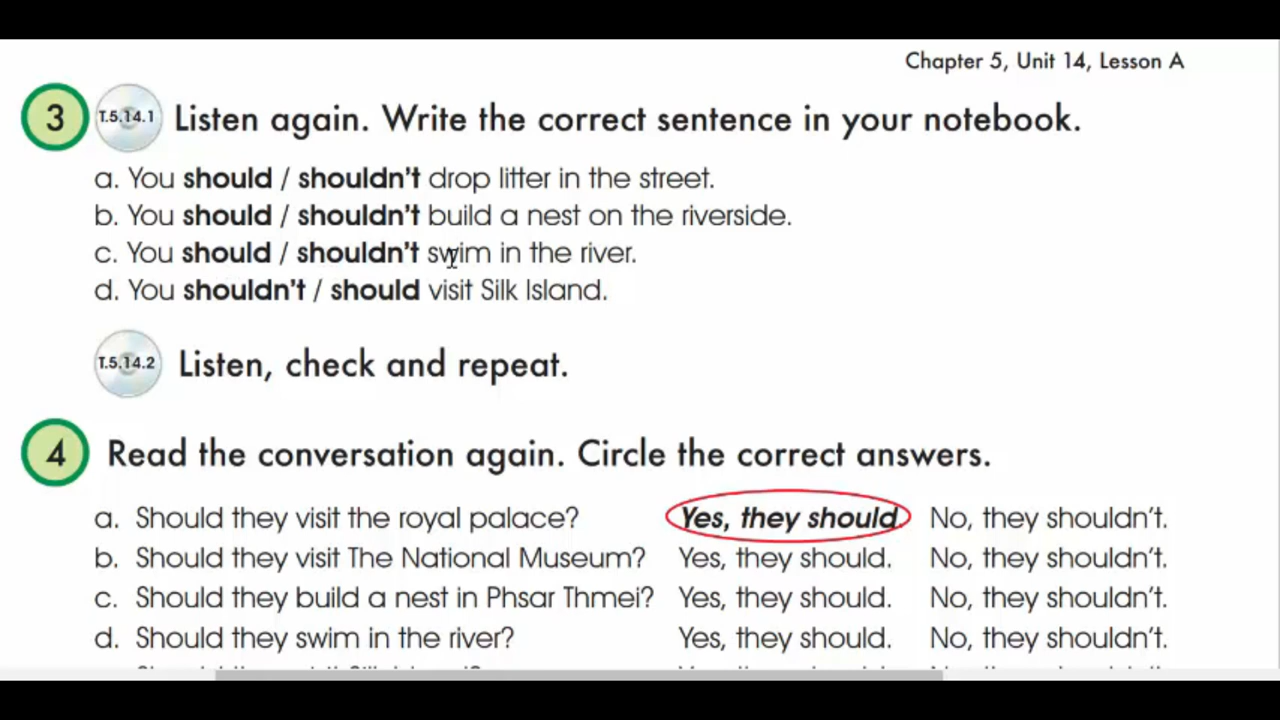 Chapter 5, Unit 14, Lesson A
3 T.5.14.1 Listen again. Write the correct sentence in your notebook.
a. You should / shouldn't drop litter in the street.
b. You should / shouldn't build a nest on the riverside.
c. You should / shouldn't swim in the river.
d. You shouldn't / should visit Silk Island.
T.5.14.2 Listen, check and repeat.
4 Read the conversation again. Circle the correct answers.
a. Should they visit the royal palace? Yes, they should. No, they shouldn't.
b. Should they visit The National Museum? Yes, they should. No, they shouldn't.
c. Should they build a nest in Phsar Thmei? Yes, they should. No, they shouldn't.
d. Should they swim in the river? Yes, they should. No, they shouldn't.